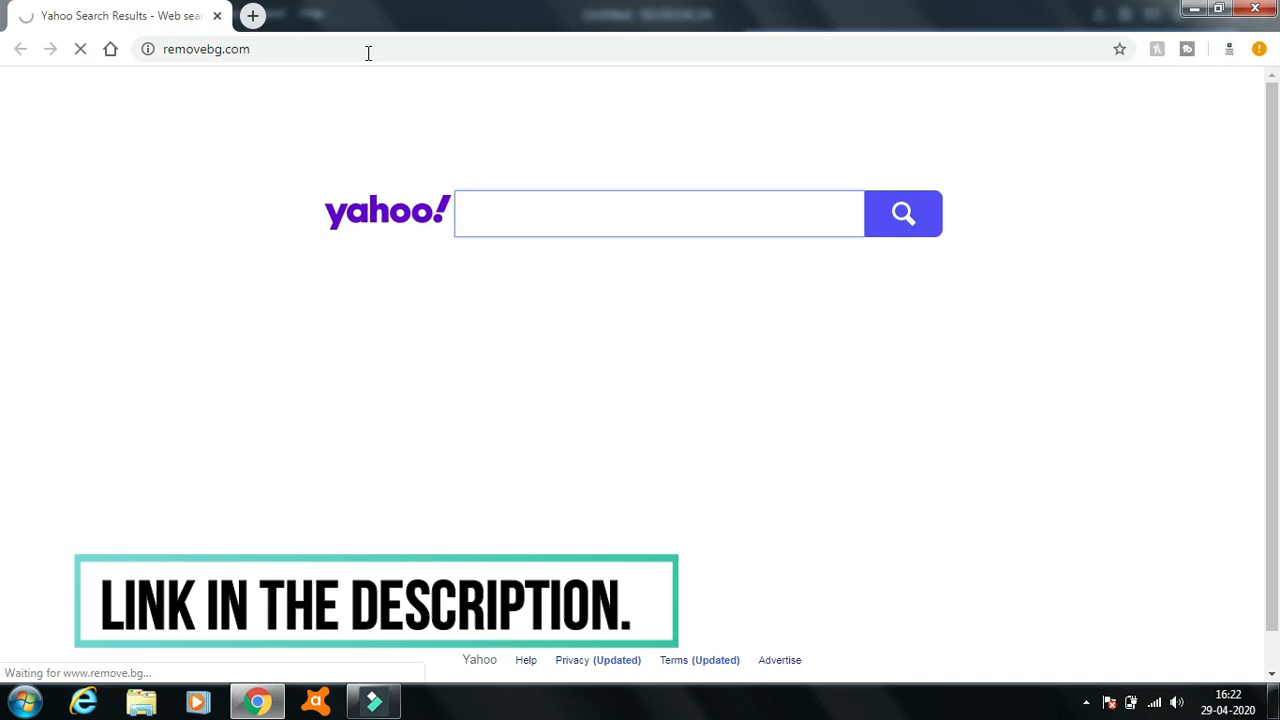 Yahoo Search Results - Web sear
removebg.com
yahoo!
LINK IN THE DESCRIPTION.
Yahoo Help Privacy (Updated) Terms (Updated) Advertise
Waiting for www.remove.bg...
16:22
29-04-2020